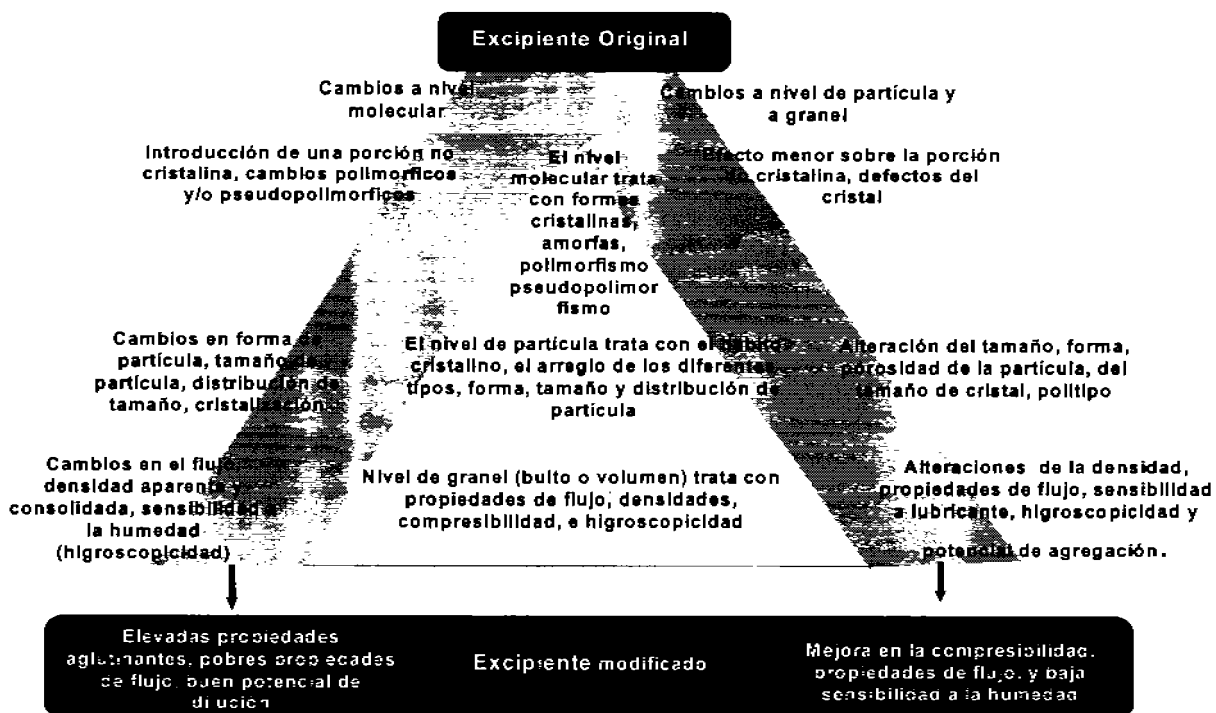 Excipiente Original
Cambios a nivel
molecular
Cambios a nivel de partícula y
a granel
Introducción de una porción no
cristalina, cambios polimorficos
y/o pseudopolimorficos
El nivel
molecular trata
con formas
cristalinas,
amorfas,
polimorfismo
pseudopolimor
fismo
Efecto menor sobre la porción
no cristalina, defectos del
cristal
Cambios en forma de
partícula, tamaño de
partícula, distribución de
tamaño, cristalización
El nivel de partícula trata con el hábito
cristalino, el arreglo de los diferentes
tipos, forma, tamaño y distribución de
partícula
Alteración del tamaño, forma,
porosidad de la partícula, del
tamaño de cristal, politipo
Cambios en el flujo,
densidad aparente y
consolidada, sensibilidad a
la humedad
(higroscopicidad)
Nivel de granel (bulto o volumen) trata con
propiedades de flujo, densidades,
compresibilidad, e higroscopicidad
Alteraciones de la densidad,
propiedades de flujo, sensibilidad
a lubricante, higroscopicidad y
potencial de agregación.
Elevadas propiedades
aglutinantes, pobres propiedades
de flujo, buen potencial de
dilución
Excipiente modificado
Mejora en la compresibilidad,
propiedades de flujo, y baja
sensibilidad a la humedad